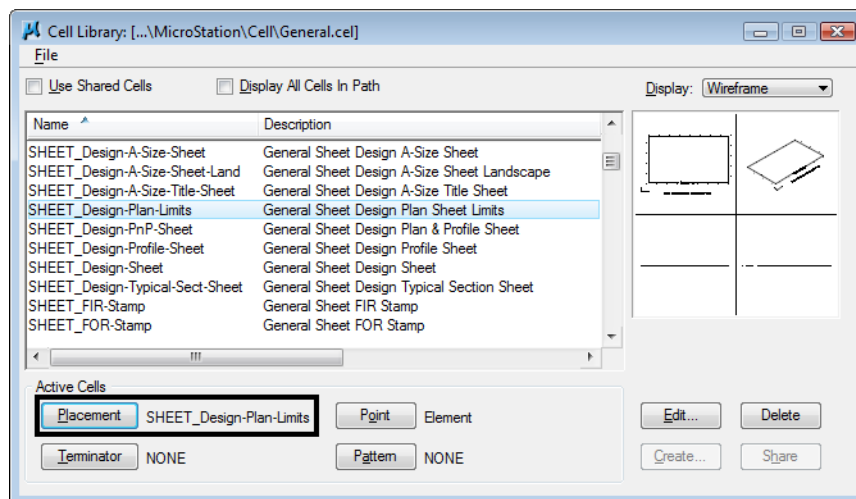 Cell Library: [...\MicroStation\Cell\General.cel]
File
Use Shared Cells Display All Cells In Path Display: Wireframe
Name Description
SHEET_Design-A-Size-Sheet General Sheet Design A-Size Sheet
SHEET_Design-A-Size-Sheet-Land General Sheet Design A-Size Sheet Landscape
SHEET_Design-A-Size-Title-Sheet General Sheet Design A-Size Title Sheet
SHEET_Design-Plan-Limits General Sheet Design Plan Sheet Limits
SHEET_Design-PnP-Sheet General Sheet Design Plan & Profile Sheet
SHEET_Design-Profile-Sheet General Sheet Design Profile Sheet
SHEET_Design-Sheet General Sheet Design Sheet
SHEET_Design-Typical-Sect-Sheet General Sheet Design Typical Section Sheet
SHEET_FIR-Stamp General Sheet FIR Stamp
SHEET_FOR-Stamp General Sheet FOR Stamp
Active Cells
Placement SHEET_Design-Plan-Limits Point Element Edit... Delete
Terminator NONE Pattern NONE Create... Share